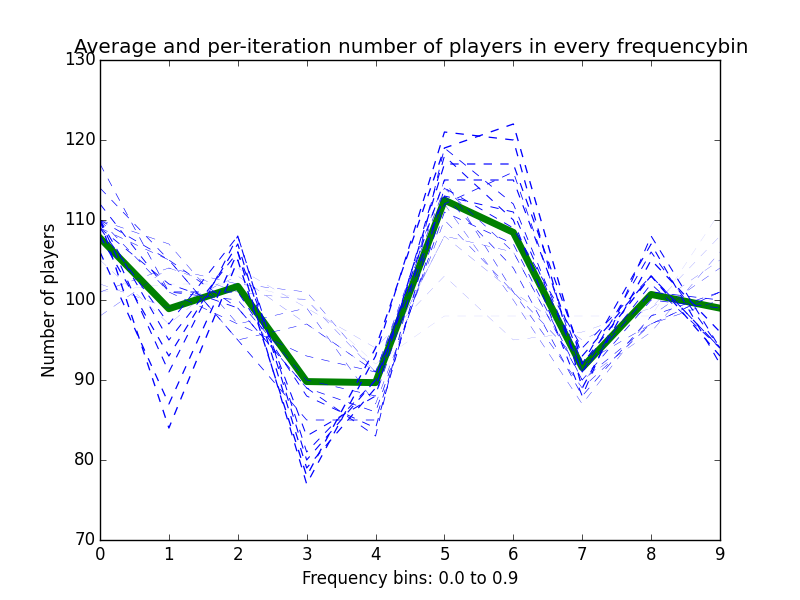 Average and per-iteration number of players in every frequencybin
130
120
110
100
90
80
70
Number of players
0 1 2 3 4 5 6 7 8 9
Frequency bins: 0.0 to 0.9